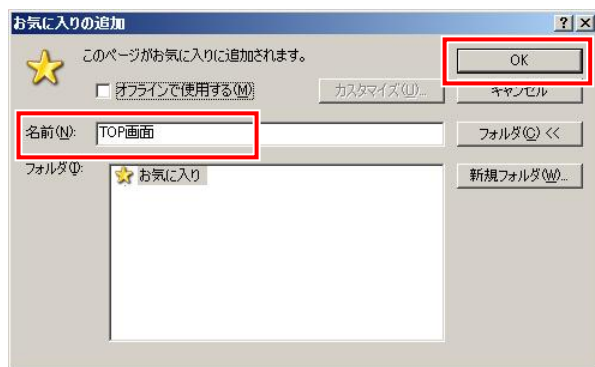 お気に入りの追加
このページがお気に入りに追加されます。
OK
オフラインで使用する(M)
カスタマイズ(U)...
キャンセル
名前(N):
TOP画面
フォルダ(C) <<
フォルダ(I):
お気に入り
新規フォルダ(W)...